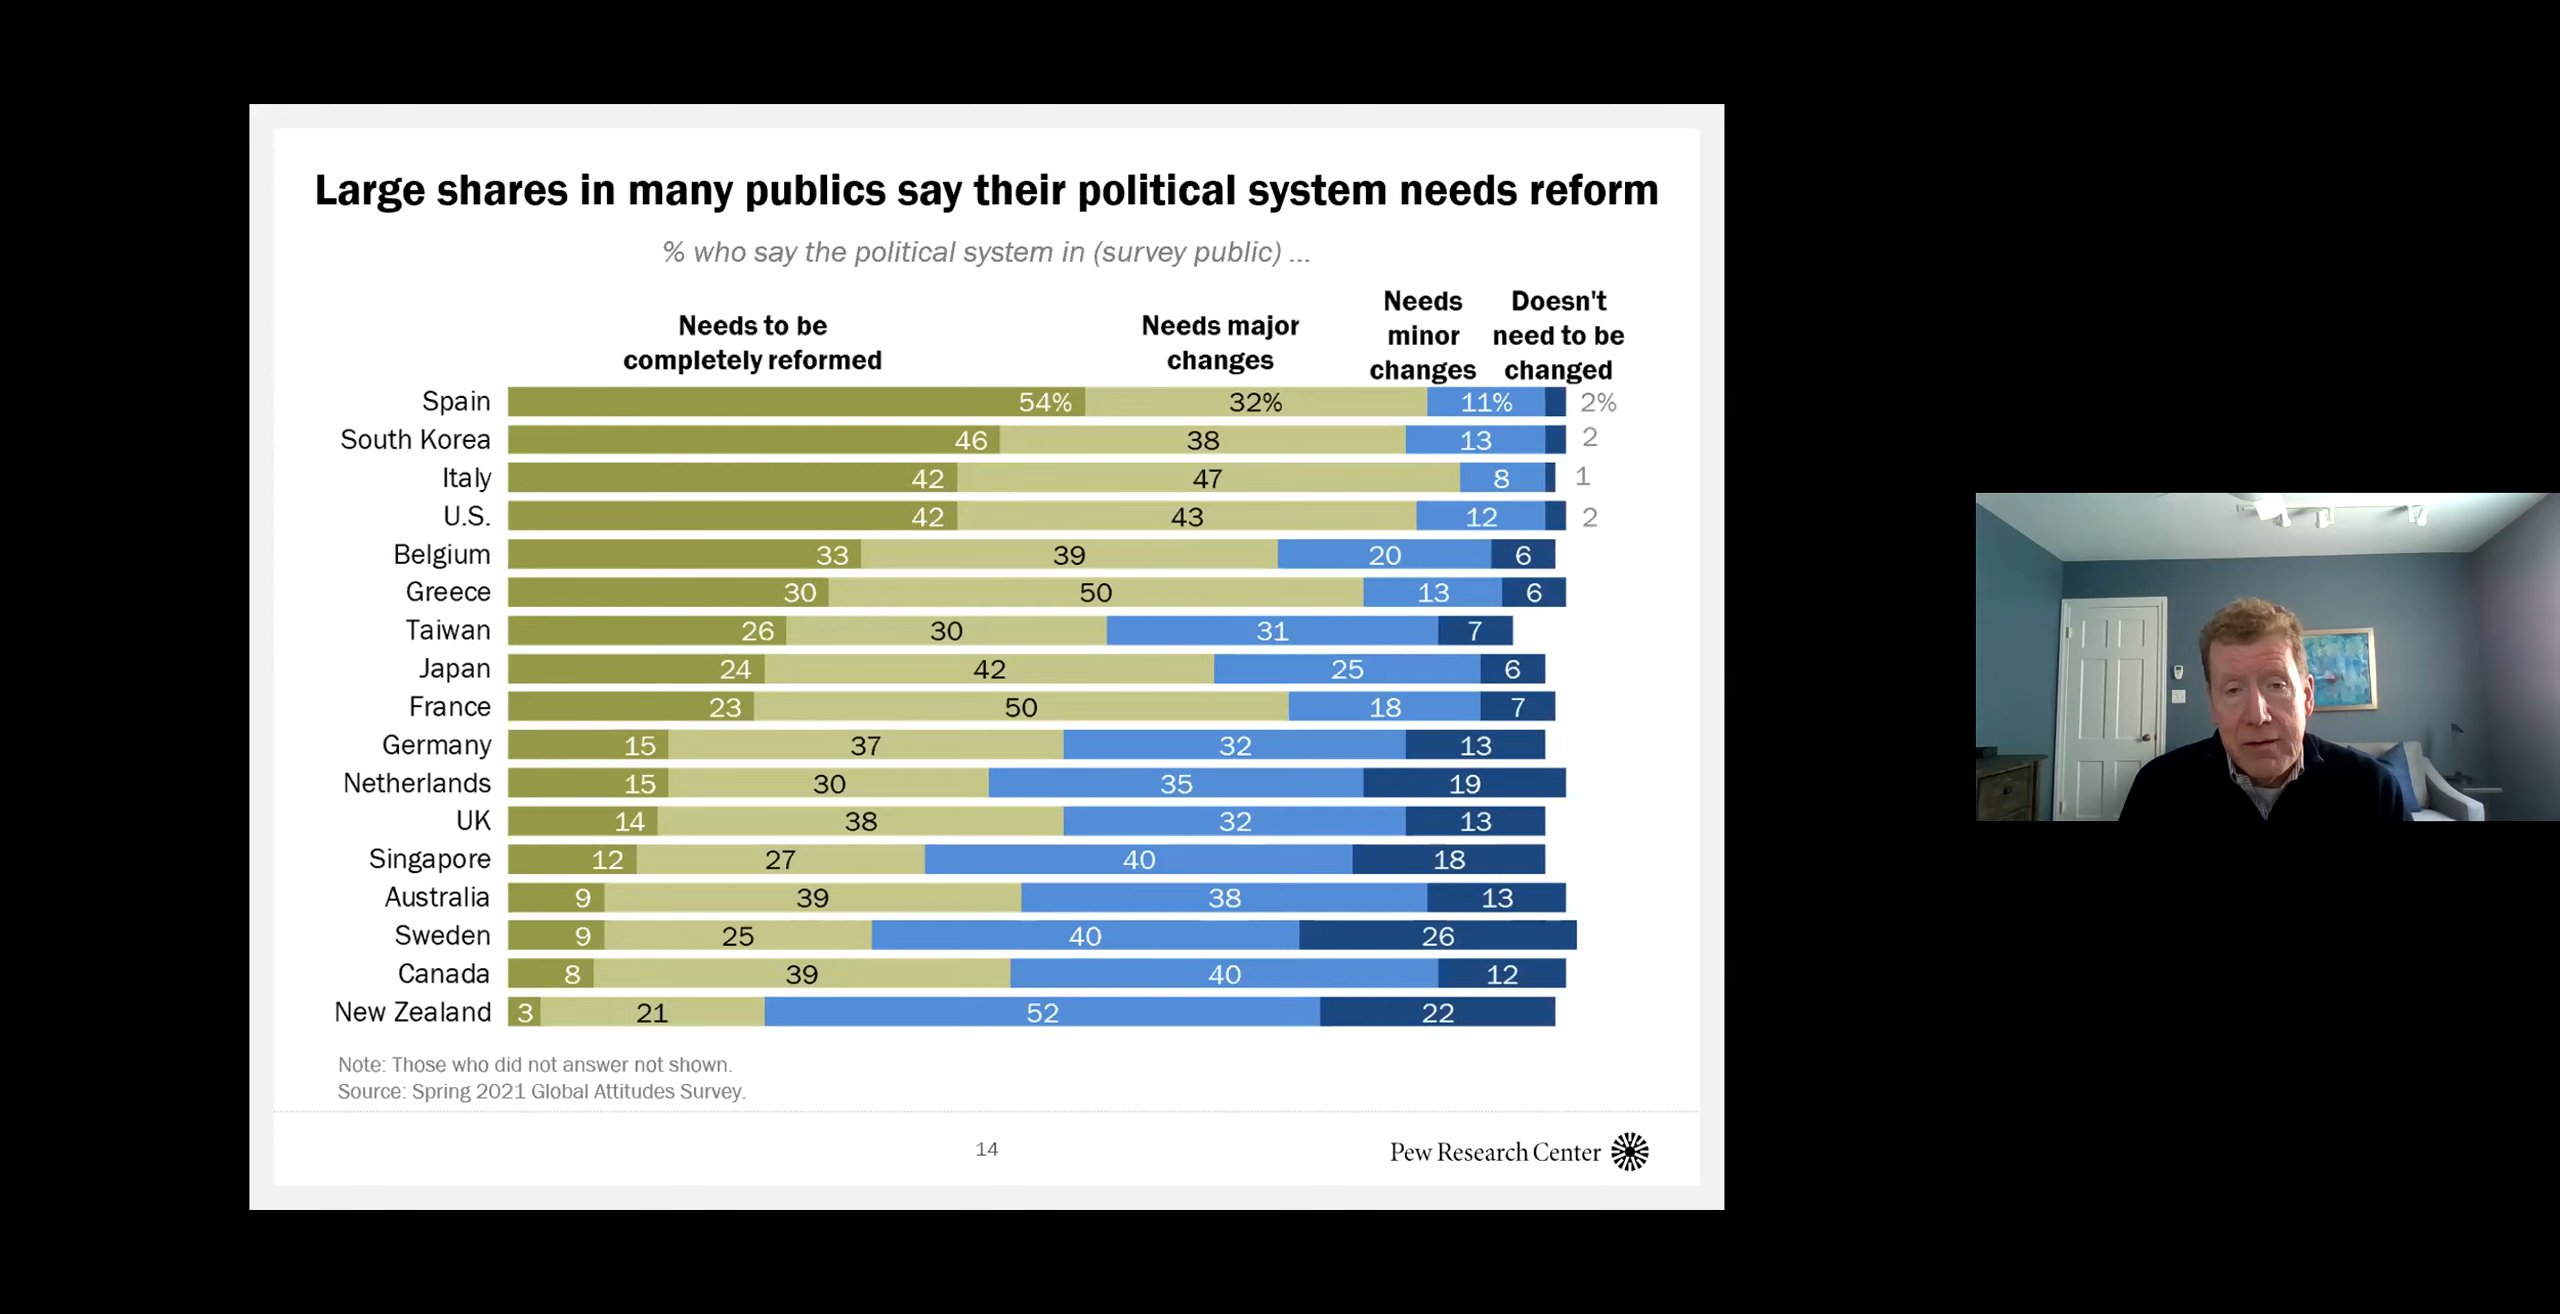 Large shares in many publics say their political system needs reform
% who say the political system in (survey public) ...
Needs to be
completely reformed
Needs major
changes
Needs
minor
changes
Doesn't
need to be
changed
Spain 54% 32% 11% 2%
South Korea 46 38 13 2
Italy 42 47 8 1
U.S. 42 43 12 2
Belgium 33 39 20 6
Greece 30 50 13 6
Taiwan 26 30 31 7
Japan 24 42 25 6
France 23 50 18 7
Germany 15 37 32 13
Netherlands 15 30 35 19
UK 14 38 32 13
Singapore 12 27 40 18
Australia 9 39 38 13
Sweden 9 25 40 26
Canada 8 39 40 12
New Zealand 3 21 52 22
Note: Those who did not answer not shown.
Source: Spring 2021 Global Attitudes Survey.
14
Pew Research Center